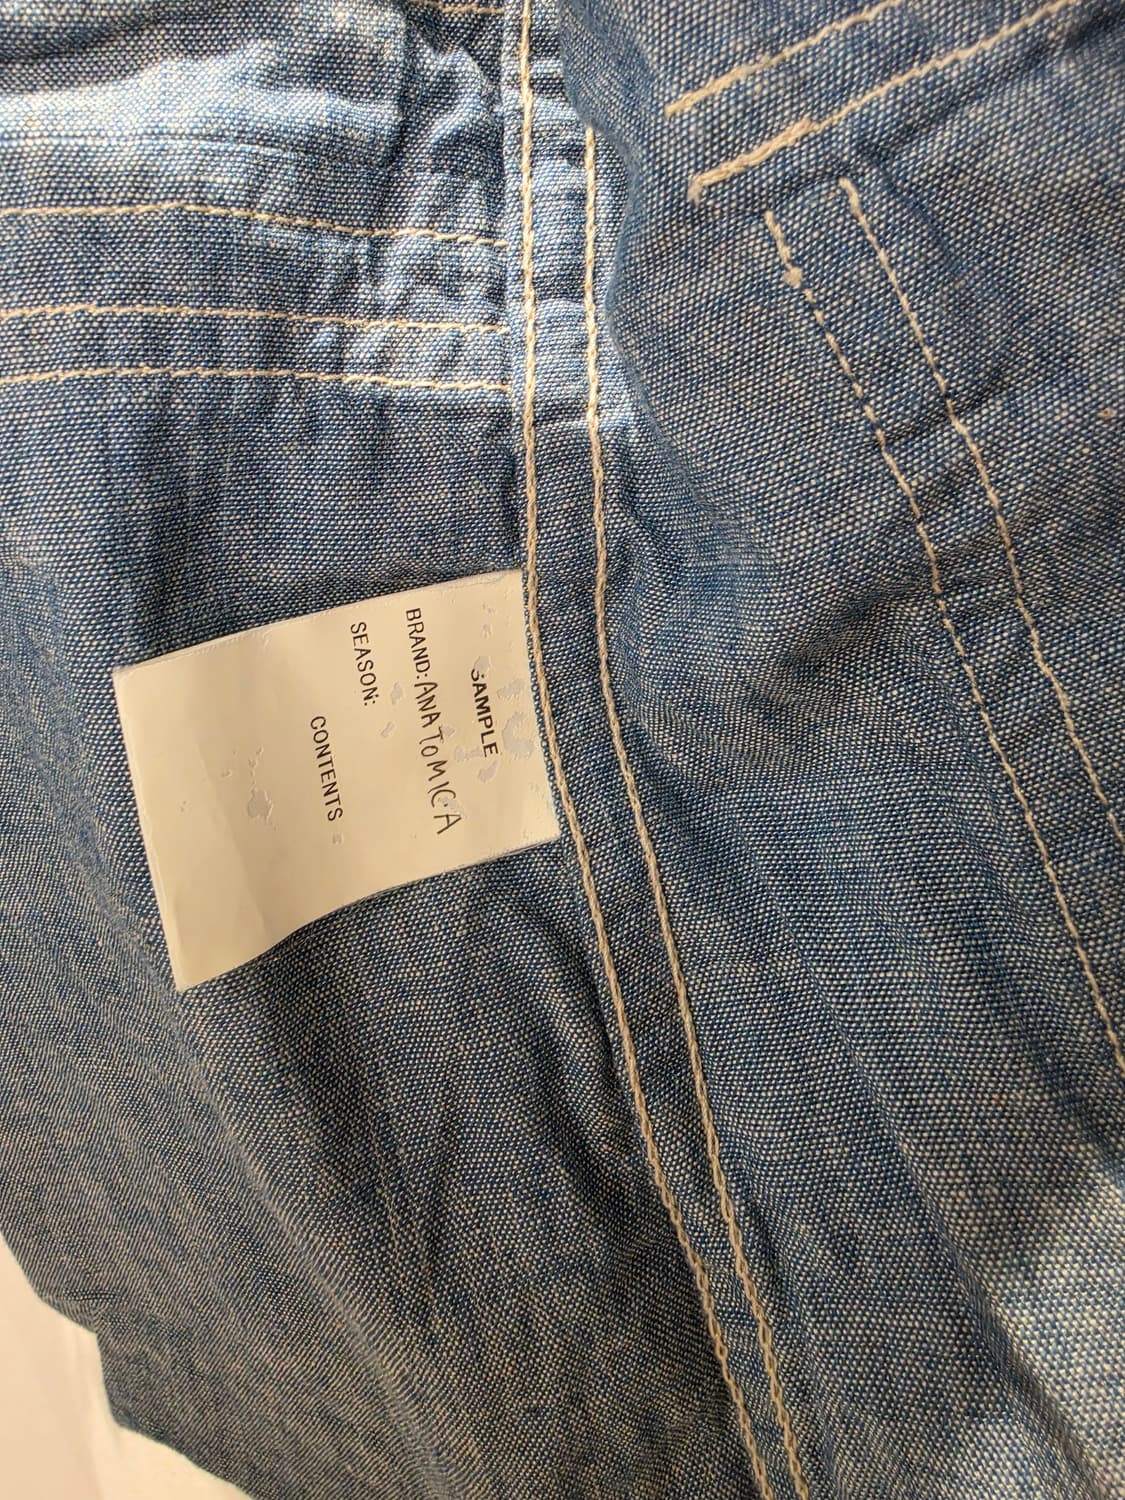 SAMPLE
BRAND: ANATOMICA
SEASON:
CONTENTS